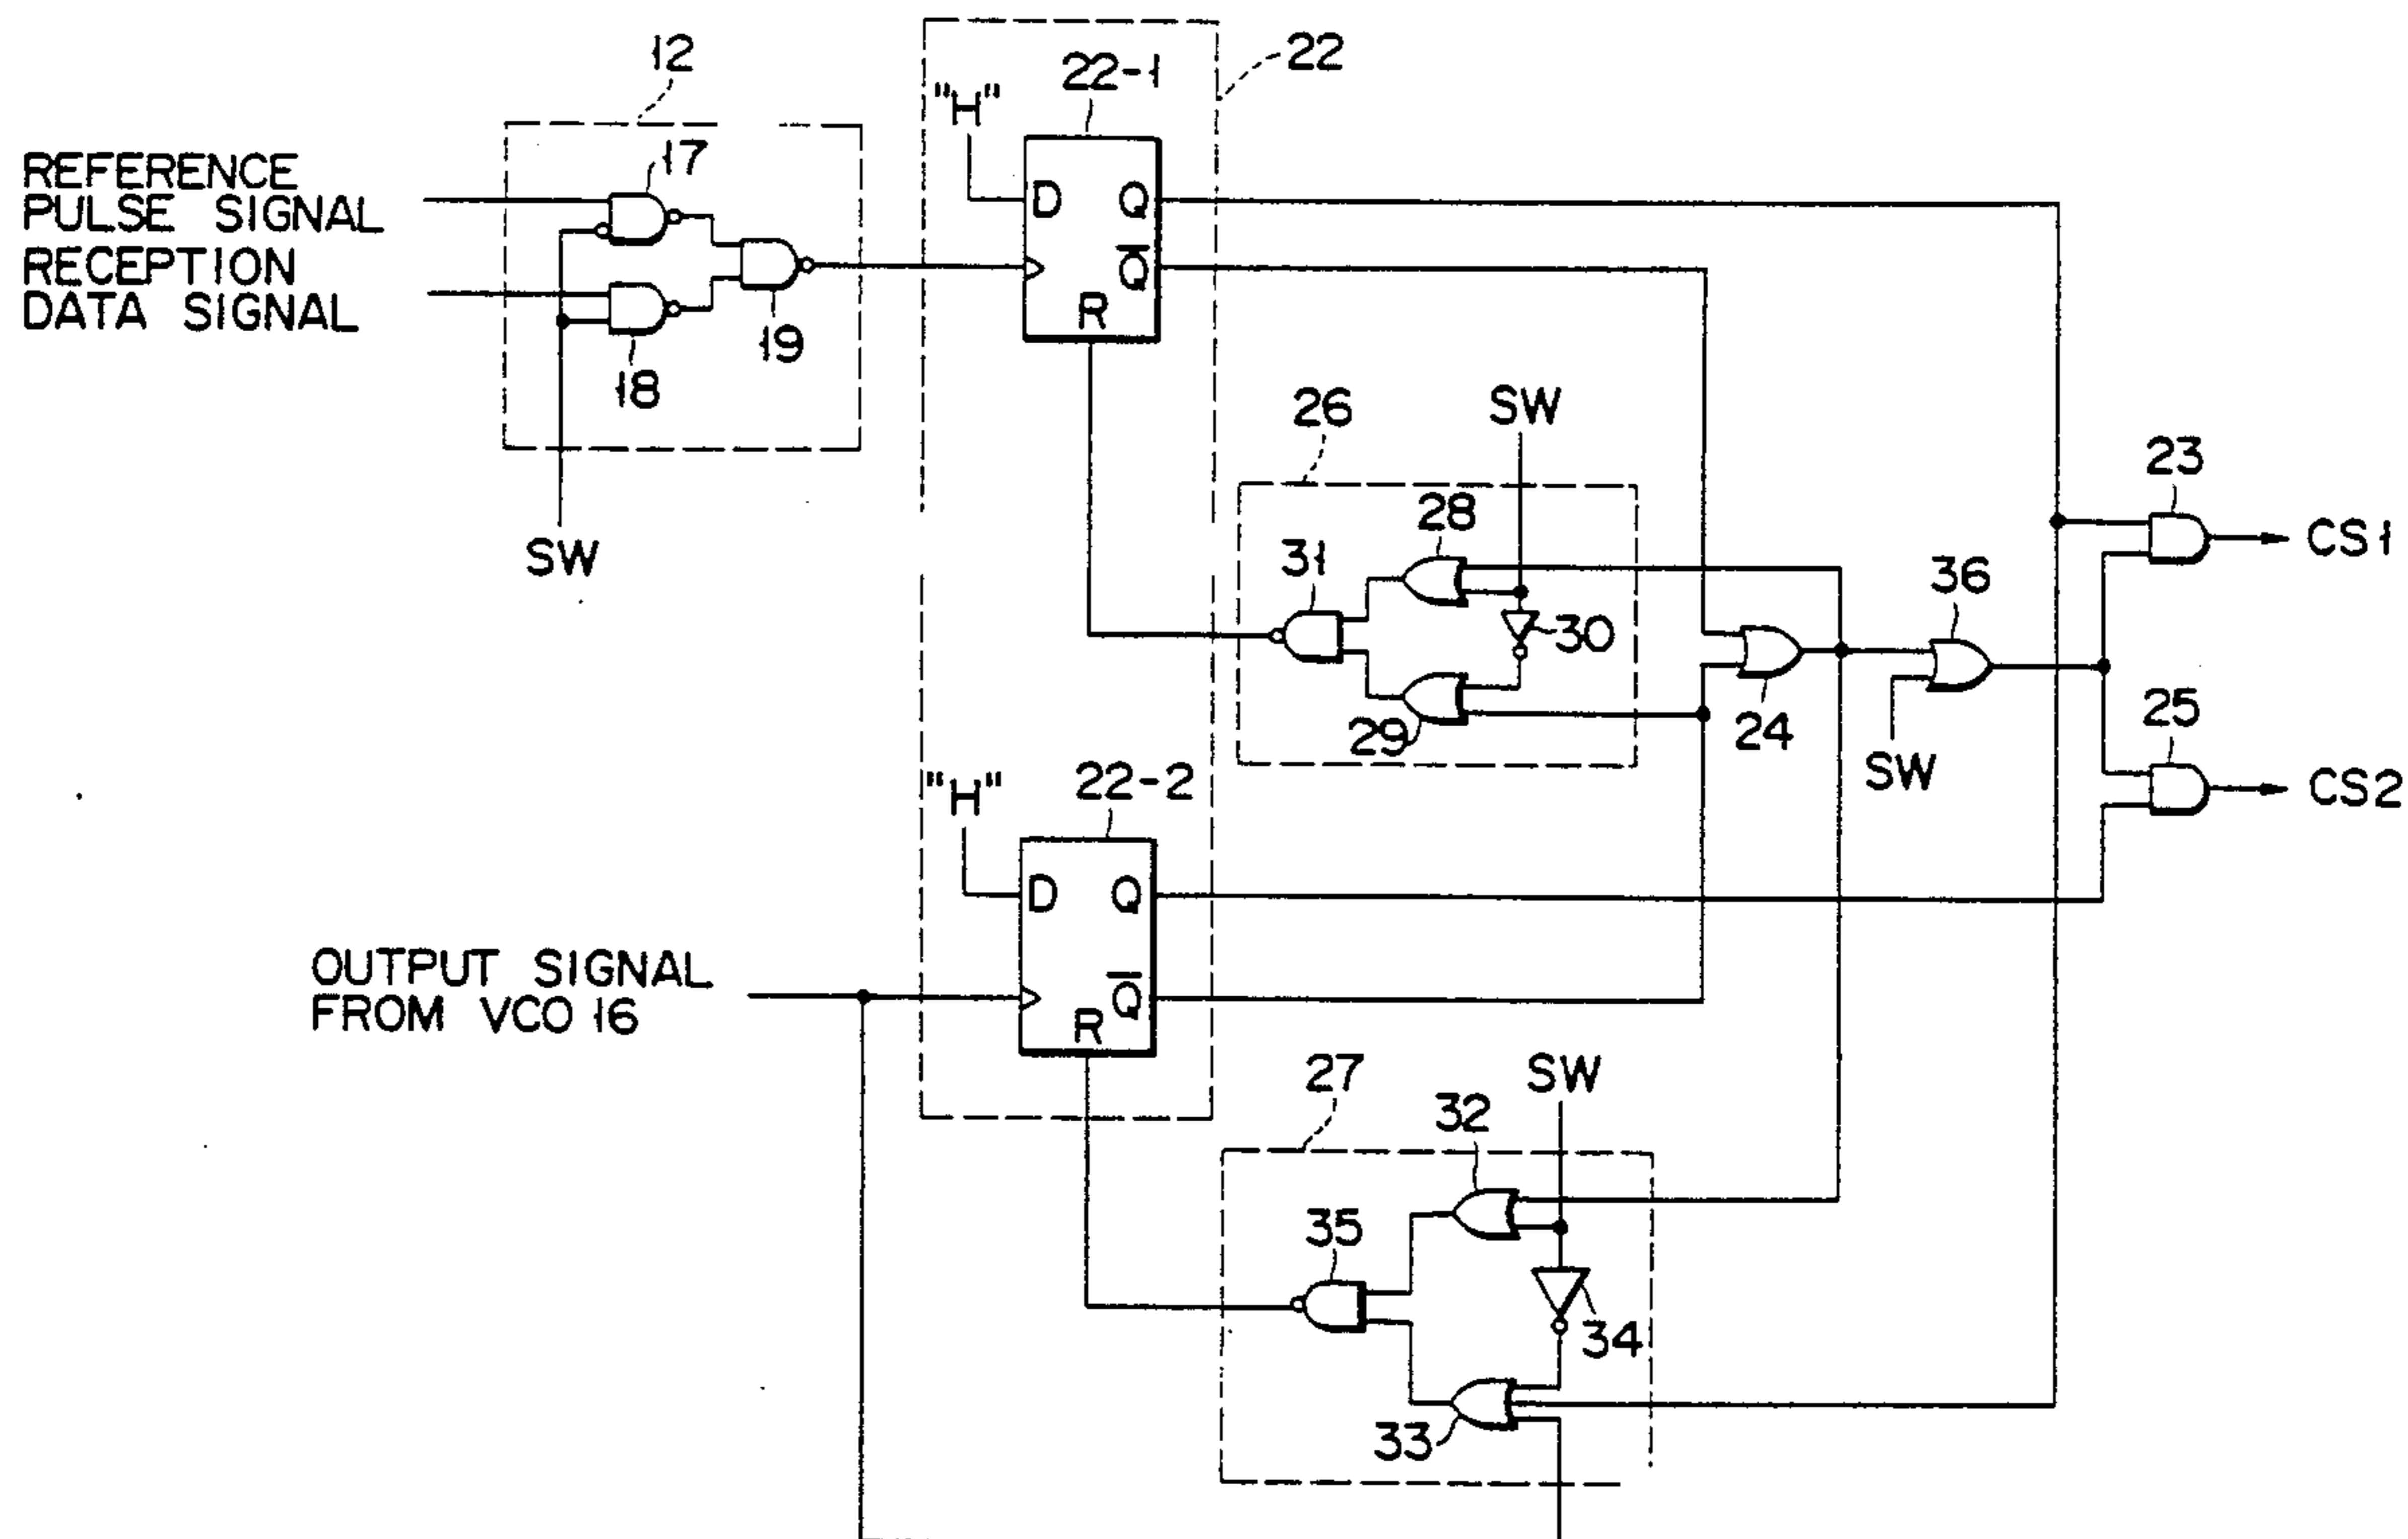 12
22
22-1
"H"
17
REFERENCE
PULSE SIGNAL
D
Q
RECEPTION
DATA SIGNAL
Q
R
19
18
SW
26
SW
23
28
CS1
31
36
30
SW
29
24
25
22-2
"H"
SW
CS2
D
Q
OUTPUT SIGNAL
FROM VCO 16
Q
R
27
SW
32
35
34
33